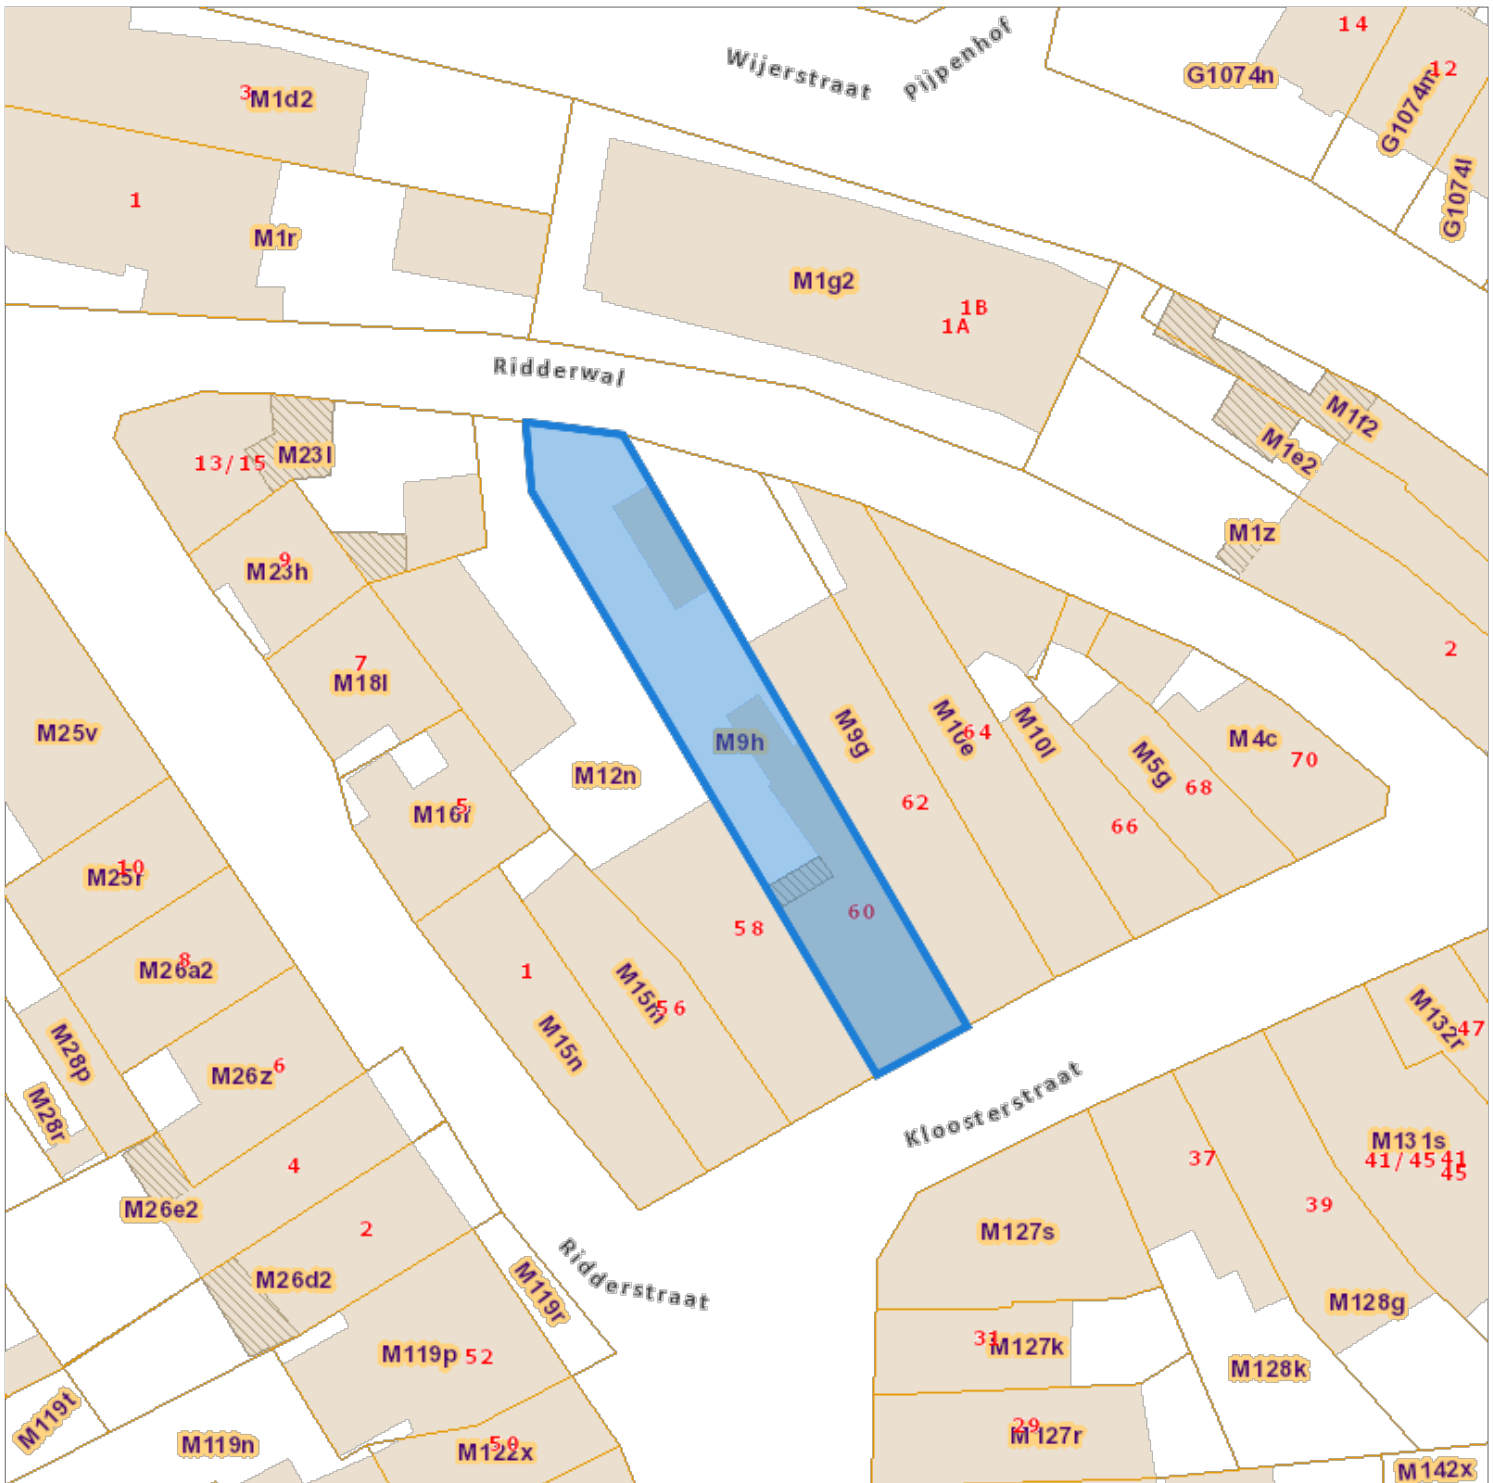 14
Wijerstraat
Pijpenhof
12
G1074n
3
M1d2
G1074m
1
G1074l
M1r
M1g2
1B
1A
Ridderwal
M1f2
M1e2
M23l
13/15
M1z
9
M23h
7
M18l
2
M25v
M9h
M9g
M10e
64
M10l
M4c
70
M5g
68
M12n
5
M16r
62
66
10
M25r
60
58
8
M26a2
1
M15m
56
M15n
M28p
M26z
6
M28r
M132r
47
Kloosterstraat
M131s
41/45
41
45
37
39
4
M26e2
2
M127s
M26d2
Ridderstraat
M119r
M128g
31
M127k
M119p
52
M128k
M119t
29
M127r
M119n
50
M122x
M142x